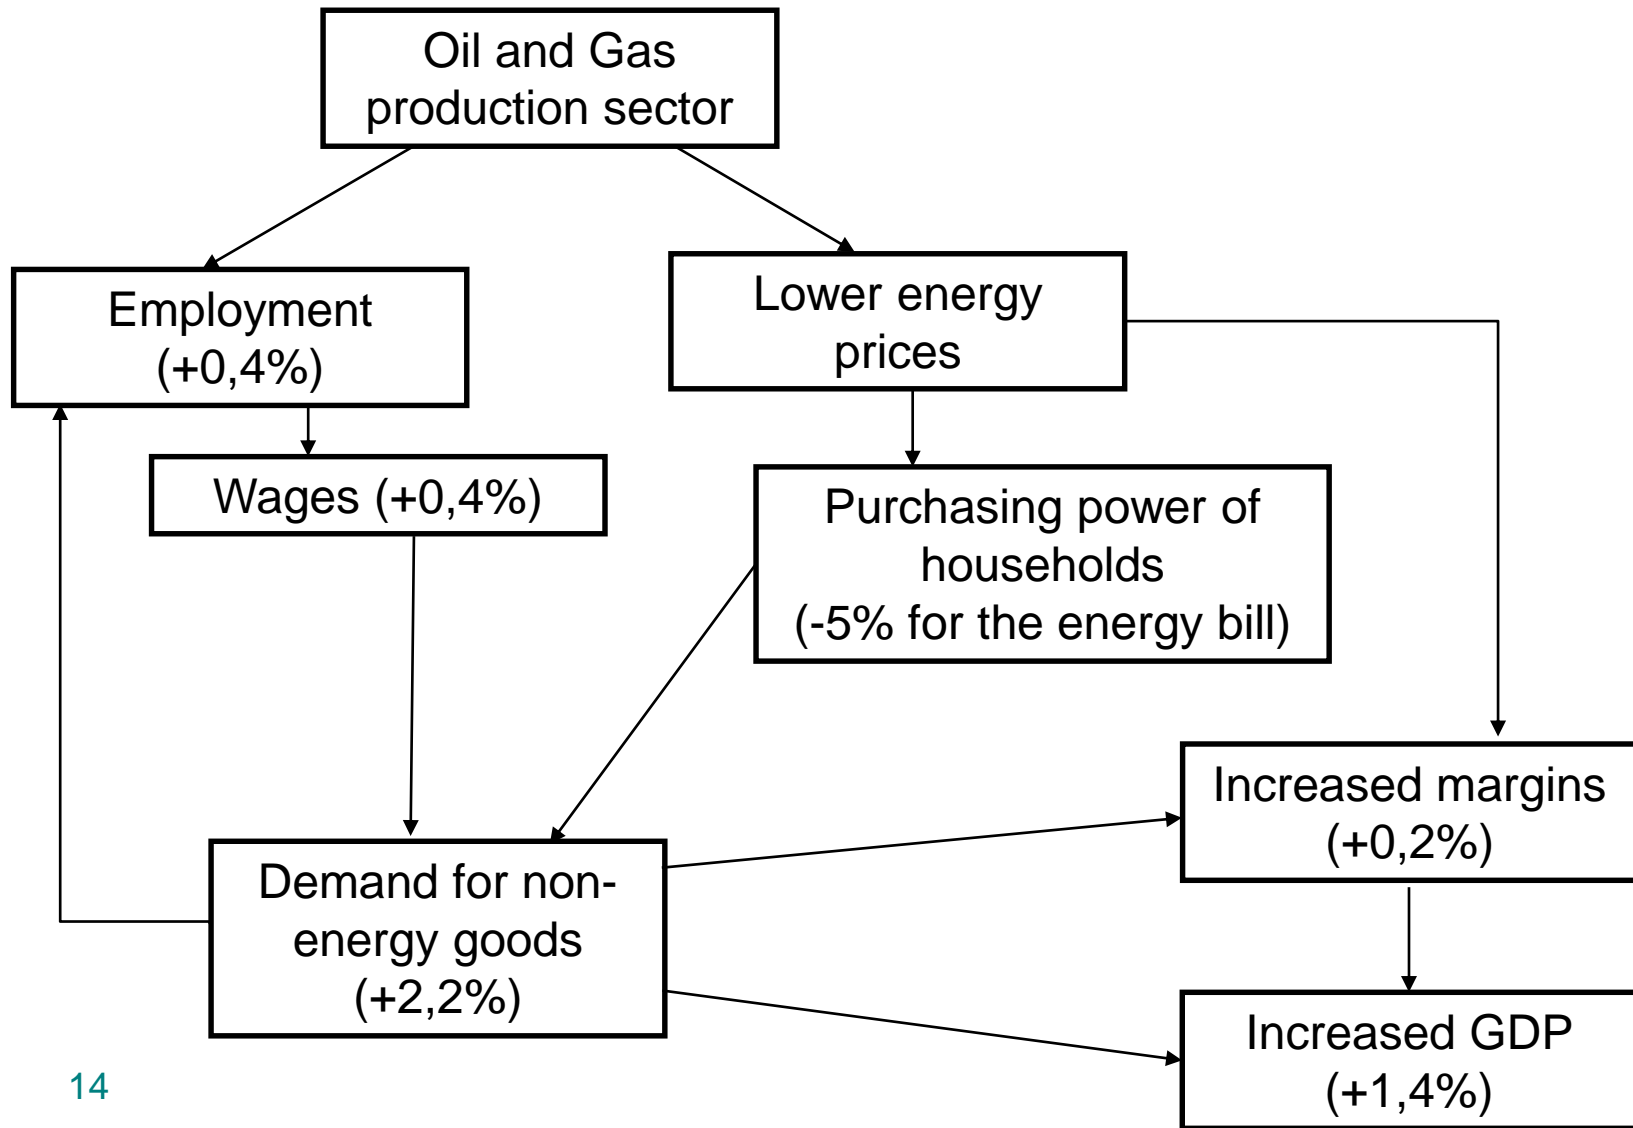 Oil and Gas
production sector
Employment
(+0,4%)
Lower energy
prices
Wages (+0,4%)
Purchasing power of
households
(-5% for the energy bill)
Increased margins
(+0,2%)
Demand for non-
energy goods
(+2,2%)
Increased GDP
(+1,4%)
14